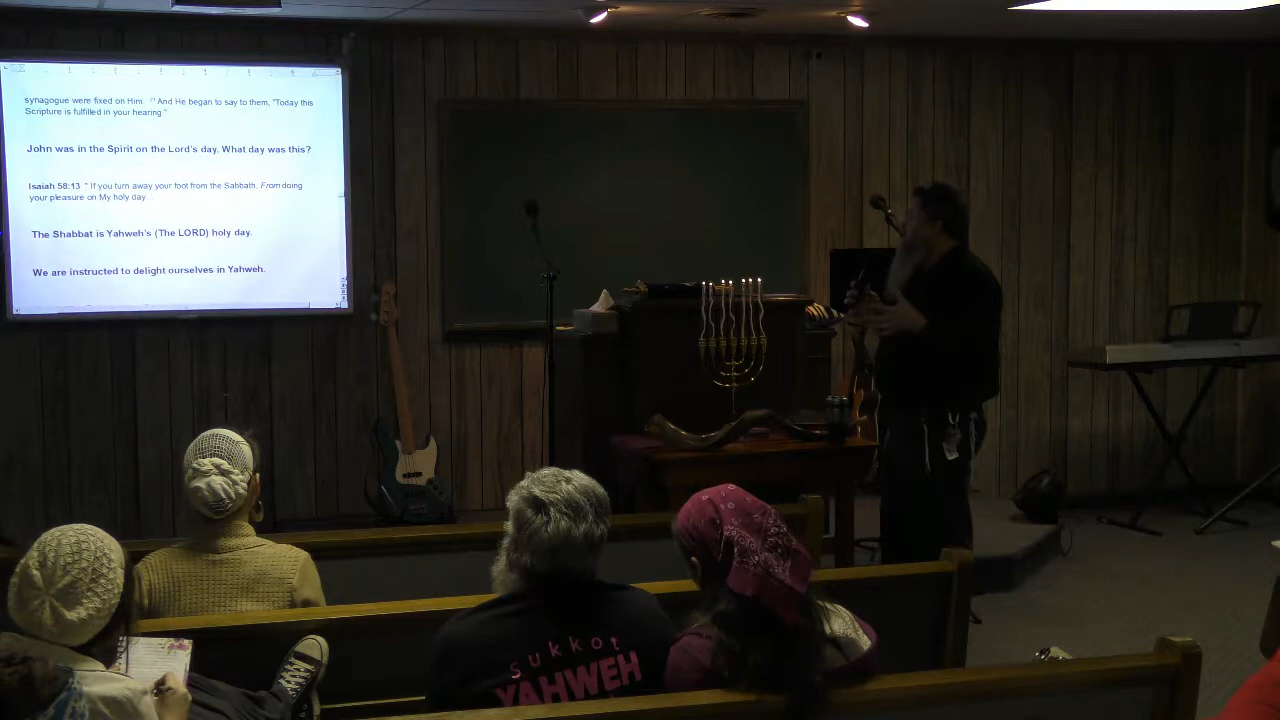 synagogue were fixed on Him. 21 And He began to say to them, "Today this
Scripture is fulfilled in your hearing."
John was in the Spirit on the Lord's day. What day was this?
Isaiah 58:13 " If you turn away your foot from the Sabbath, From doing
your pleasure on My holy day...
The Shabbat is Yahweh's (The LORD) holy day.
We are instructed to delight ourselves in Yahweh.
sukkot
YAHWEH